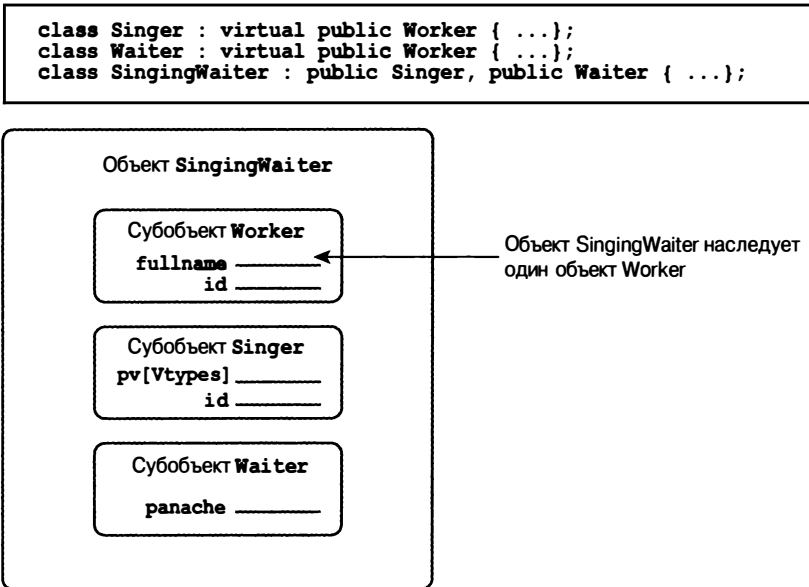 class Singer : virtual public Worker { ...};
class Waiter : virtual public Worker { ...};
class SingingWaiter : public Singer, public Waiter { ...};
Объект SingingWaiter
Субобъект Worker
fullname
id
Объект SingingWaiter наследует
один объект Worker
Субобъект Singer
pv[Vtypes]
id
Субобъект Waiter
panache